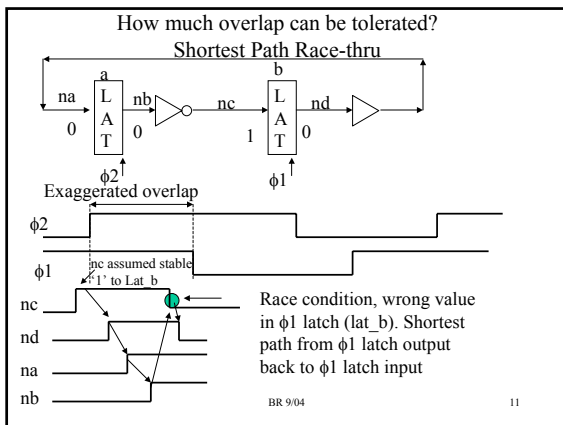 How much overlap can be tolerated?
Shortest Path Race-thru
a
b
na
L
A
T
nb
nc
L
A
T
nd
0
0
1
0
ϕ2
ϕ1
Exaggerated overlap
ϕ2
ϕ1
nc assumed stable
“1’ to Lat_b
nc
nd
na
nb
Race condition, wrong value
in ϕ1 latch (lat_b). Shortest
path from ϕ1 latch output
back to ϕ1 latch input
BR 9/04
11